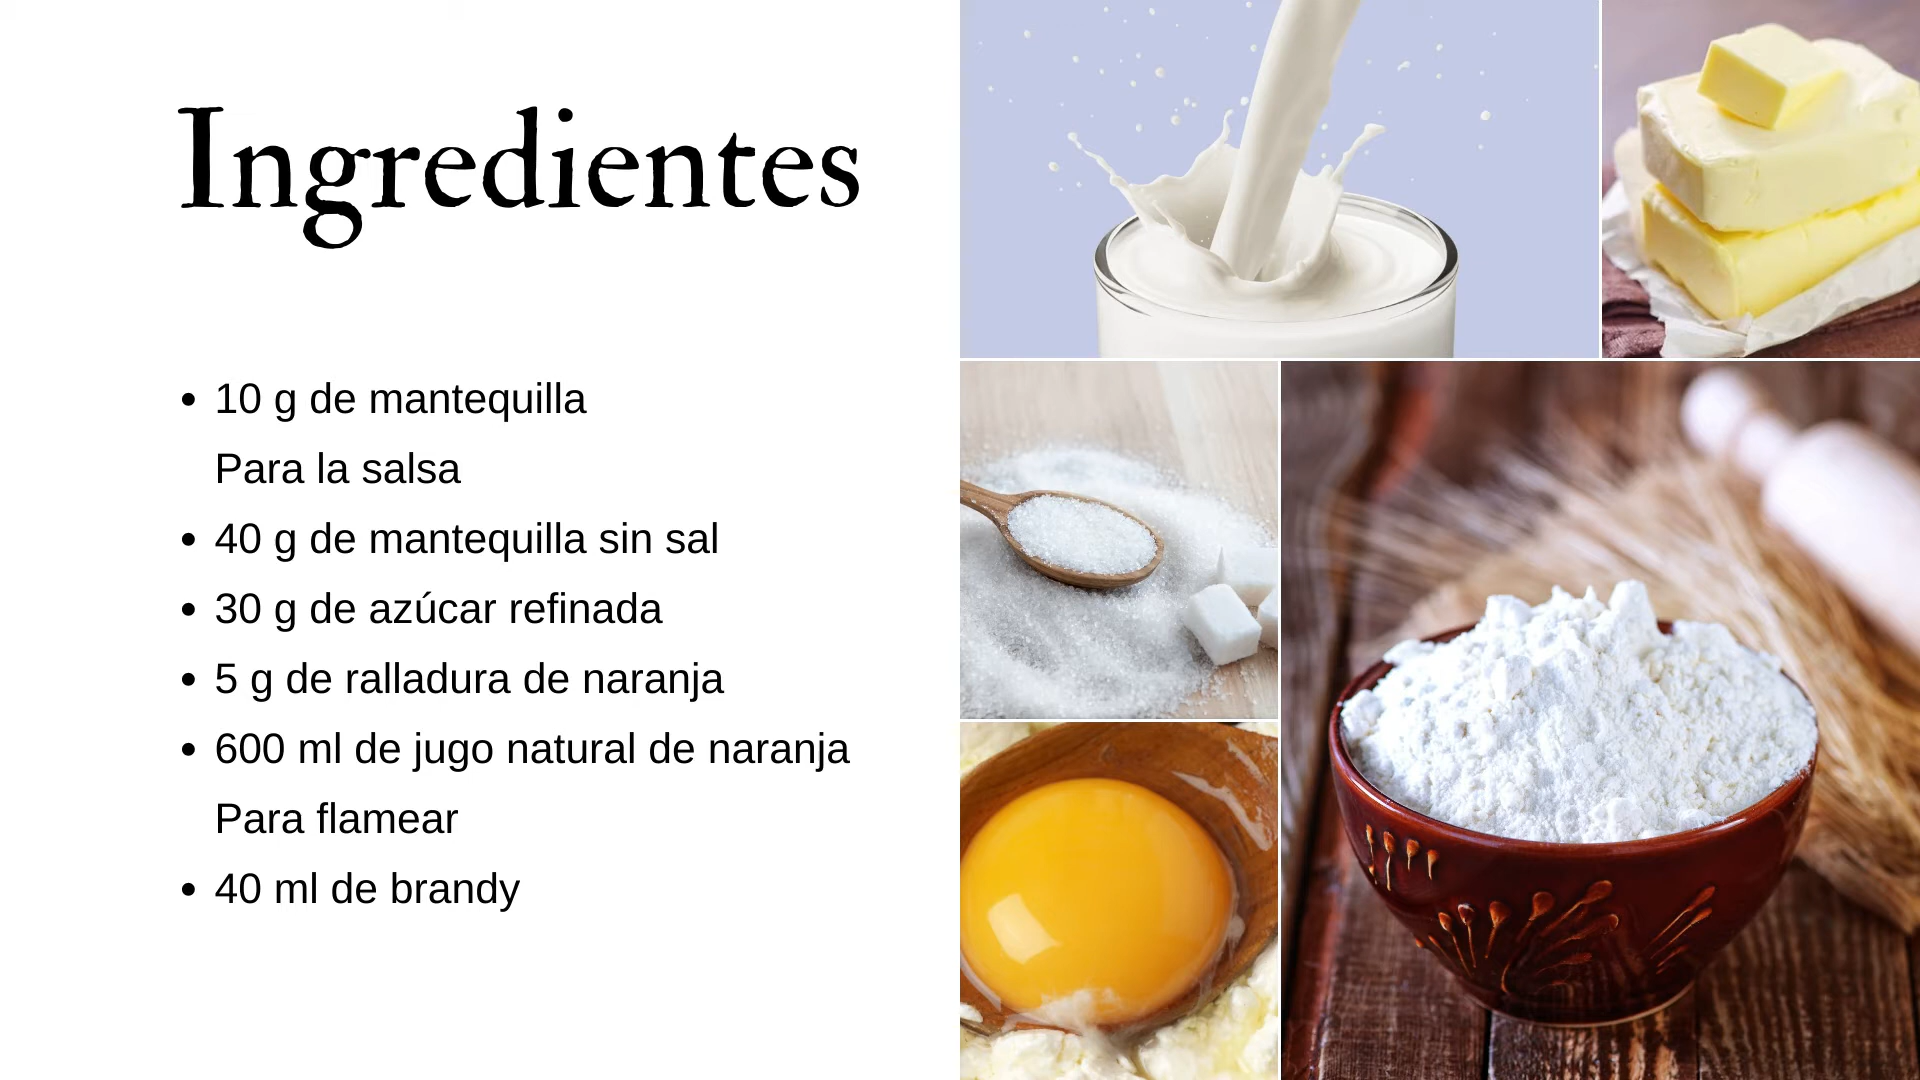 Ingredientes
• 10 g de mantequilla
Para la salsa
• 40 g de mantequilla sin sal
• 30 g de azúcar refinada
• 5 g de ralladura de naranja
• 600 ml de jugo natural de naranja
Para flamear
• 40 ml de brandy